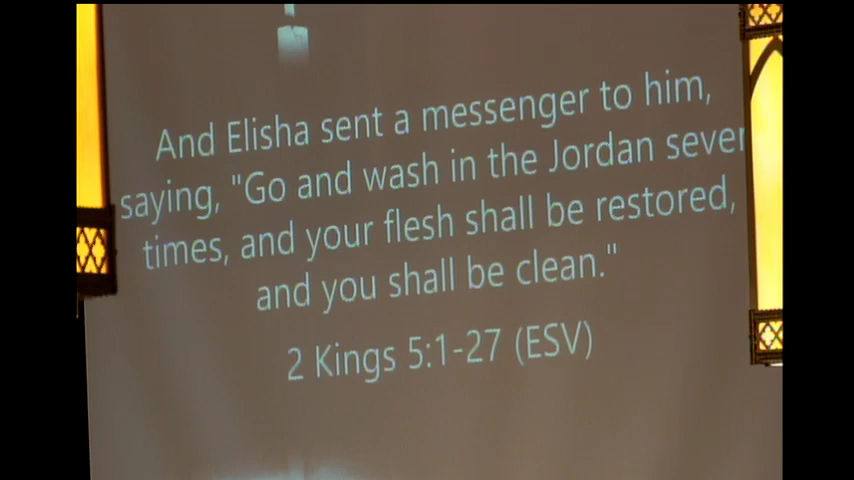 And Elisha sent a messenger to him,
saying, "Go and wash in the Jordan seven
times, and your flesh shall be restored,
and you shall be clean."
2 Kings 5:1-27 (ESV)